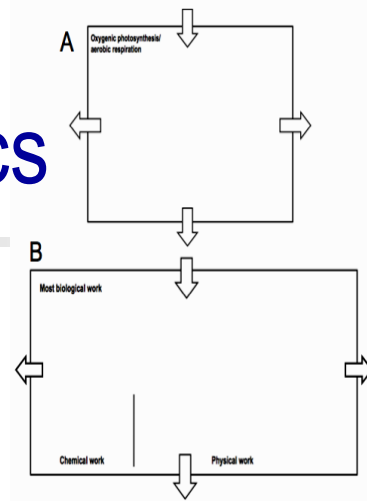 A
Oxygenic photosynthesis/
aerobic respiration
cs
B
Most biological work
Chemical work
Physical work